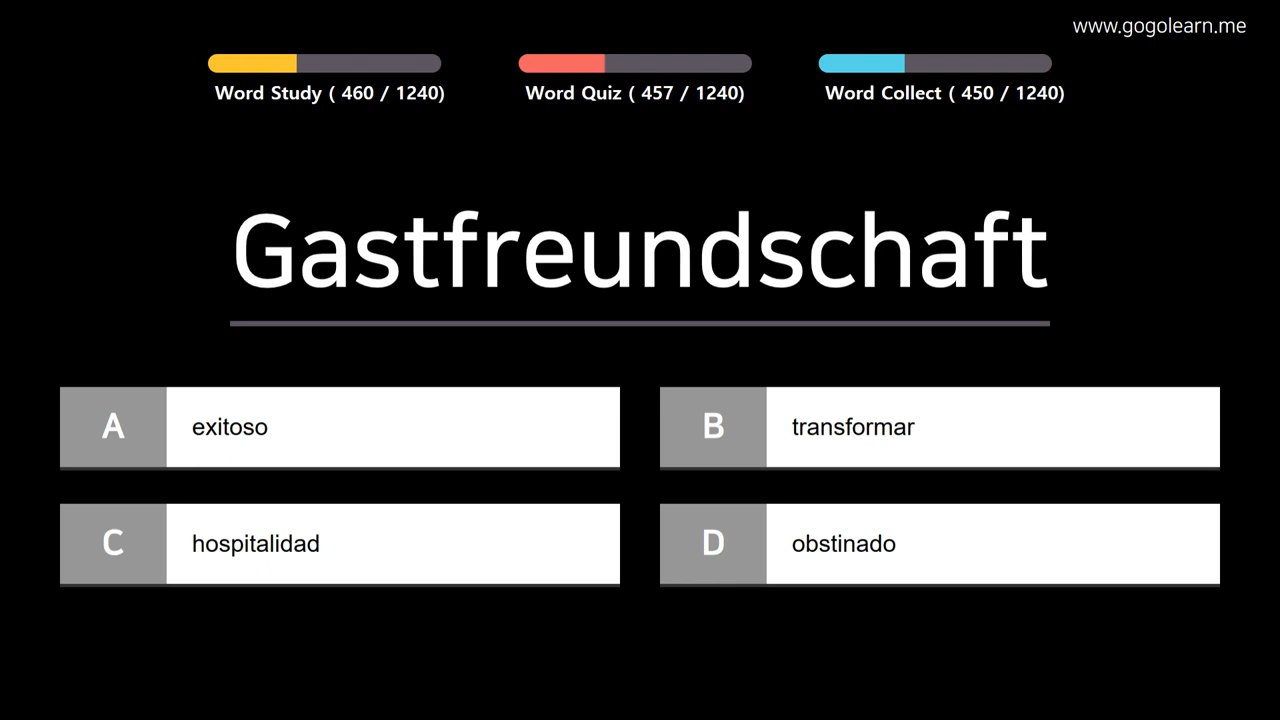 www.gogolearn.me
Word Study ( 460 / 1240)
Word Quiz ( 457 / 1240)
Word Collect ( 450 / 1240)
Gastfreundschaft
A exitoso
B transformar
C hospitalidad
D obstinado